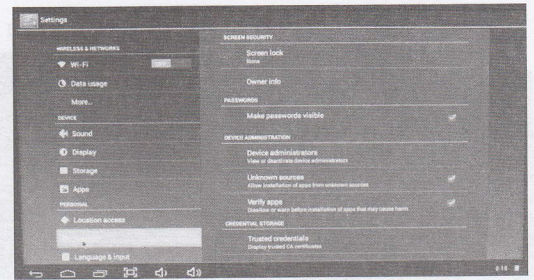 Settings
WIRELESS & NETWORKS
Wi-Fi
OFF
Data usage
More...
DEVICE
Sound
Display
Storage
Apps
PERSONAL
Location access
Language & input
SCREEN SECURITY
Screen lock
None
Owner info
PASSWORDS
Make passwords visible
DEVICE ADMINISTRATION
Device administrators
View or deactivate device administrators
Unknown sources
Allow installation of apps from unknown sources
Verify apps
Disallow or warn before installation of apps that may cause harm
CREDENTIAL STORAGE
Trusted credentials
Display trusted CA certificates